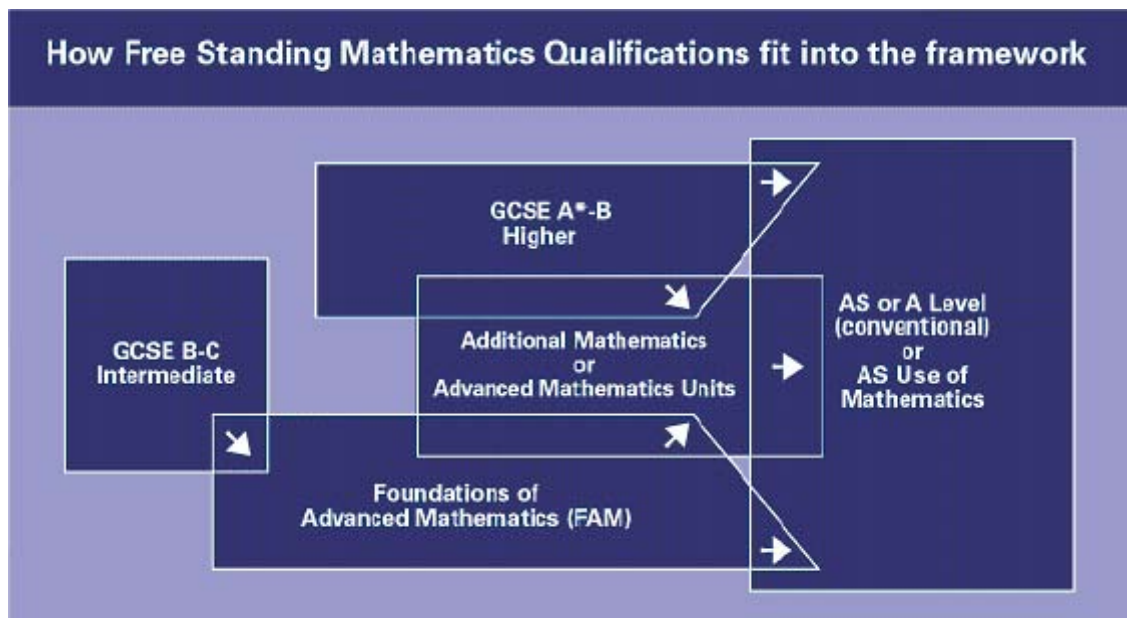 How Free Standing Mathematics Qualifications fit into the framework
GCSE A*-B
Higher
GCSE B-C
Intermediate
Additional Mathematics
or
Advanced Mathematics Units
AS or A Level
(conventional)
or
AS Use of
Mathematics
Foundations of
Advanced Mathematics (FAM)